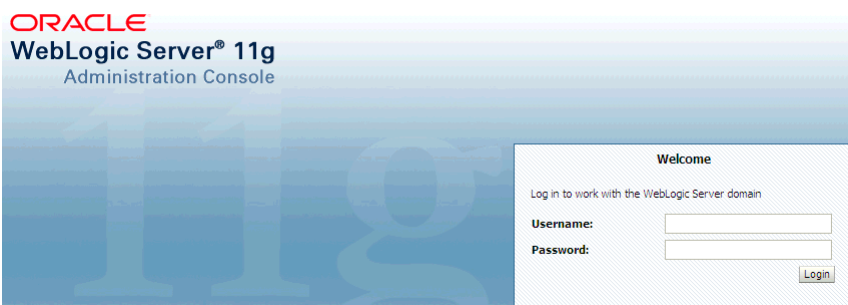 ORACLE
WebLogic Server® 11g
Administration Console
11g
Welcome
Log in to work with the WebLogic Server domain
Username:
Password:
Login